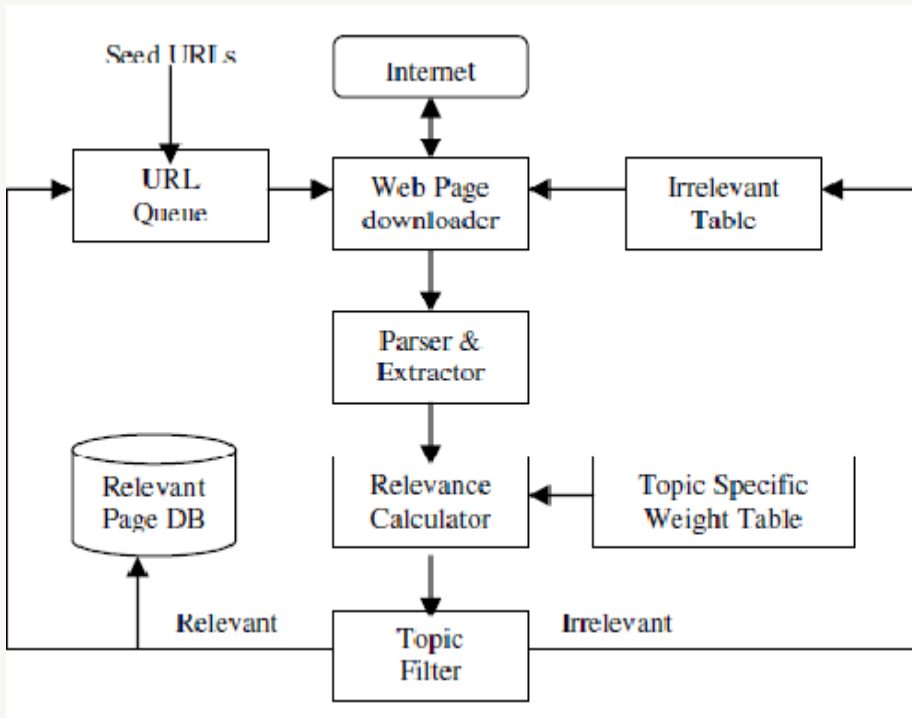 Seed URLs
Internet
URL
Queue
Web Page
downloader
Irrelevant
Table
Parser &
Extractor
Relevant
Page DB
Relevance
Calculator
Topic Specific
Weight Table
Relevant
Topic
Filter
Irrelevant